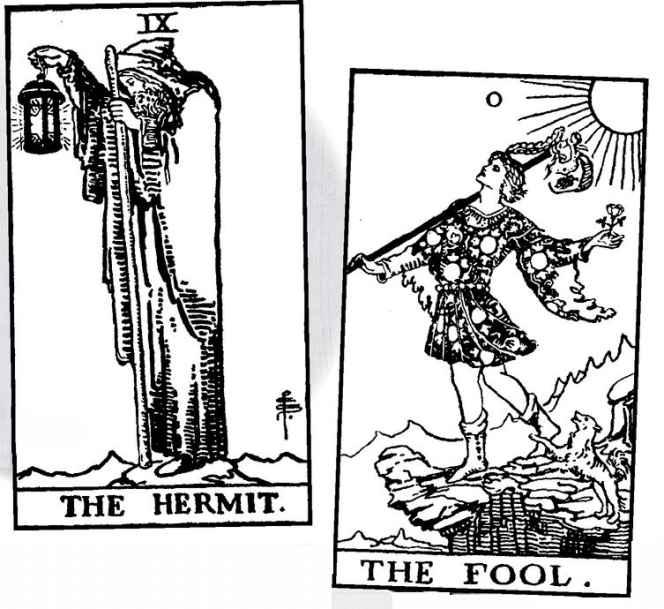 IX
THE HERMIT.
O
THE FOOL.